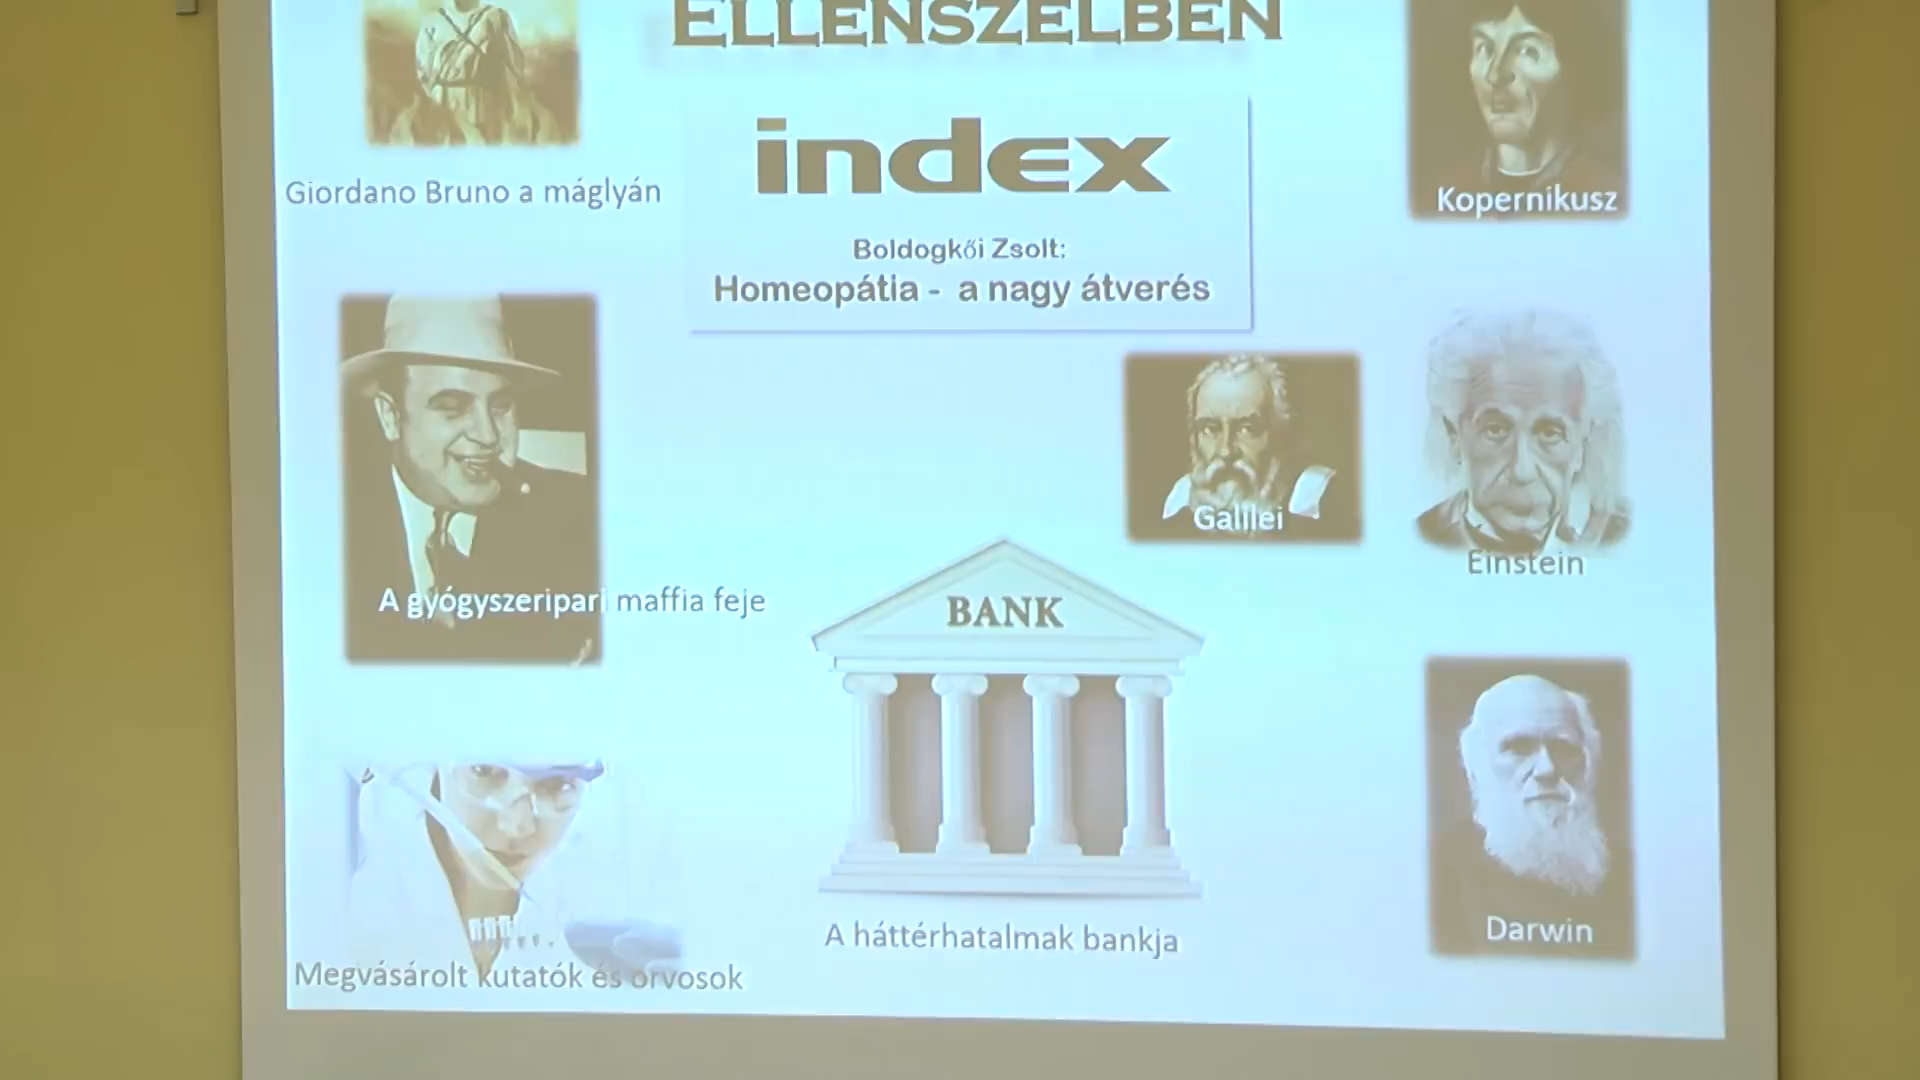 ELLENSZÉLBEN
index
Boldogkői Zsolt:
Homeopátia - a nagy átverés
Giordano Bruno a máglyán
Kopernikusz
A gyógyszeripari maffia feje
Galilei
Einstein
BANK
A háttérhatalmak bankja
Darwin
Megvásárolt kutatók és orvosok